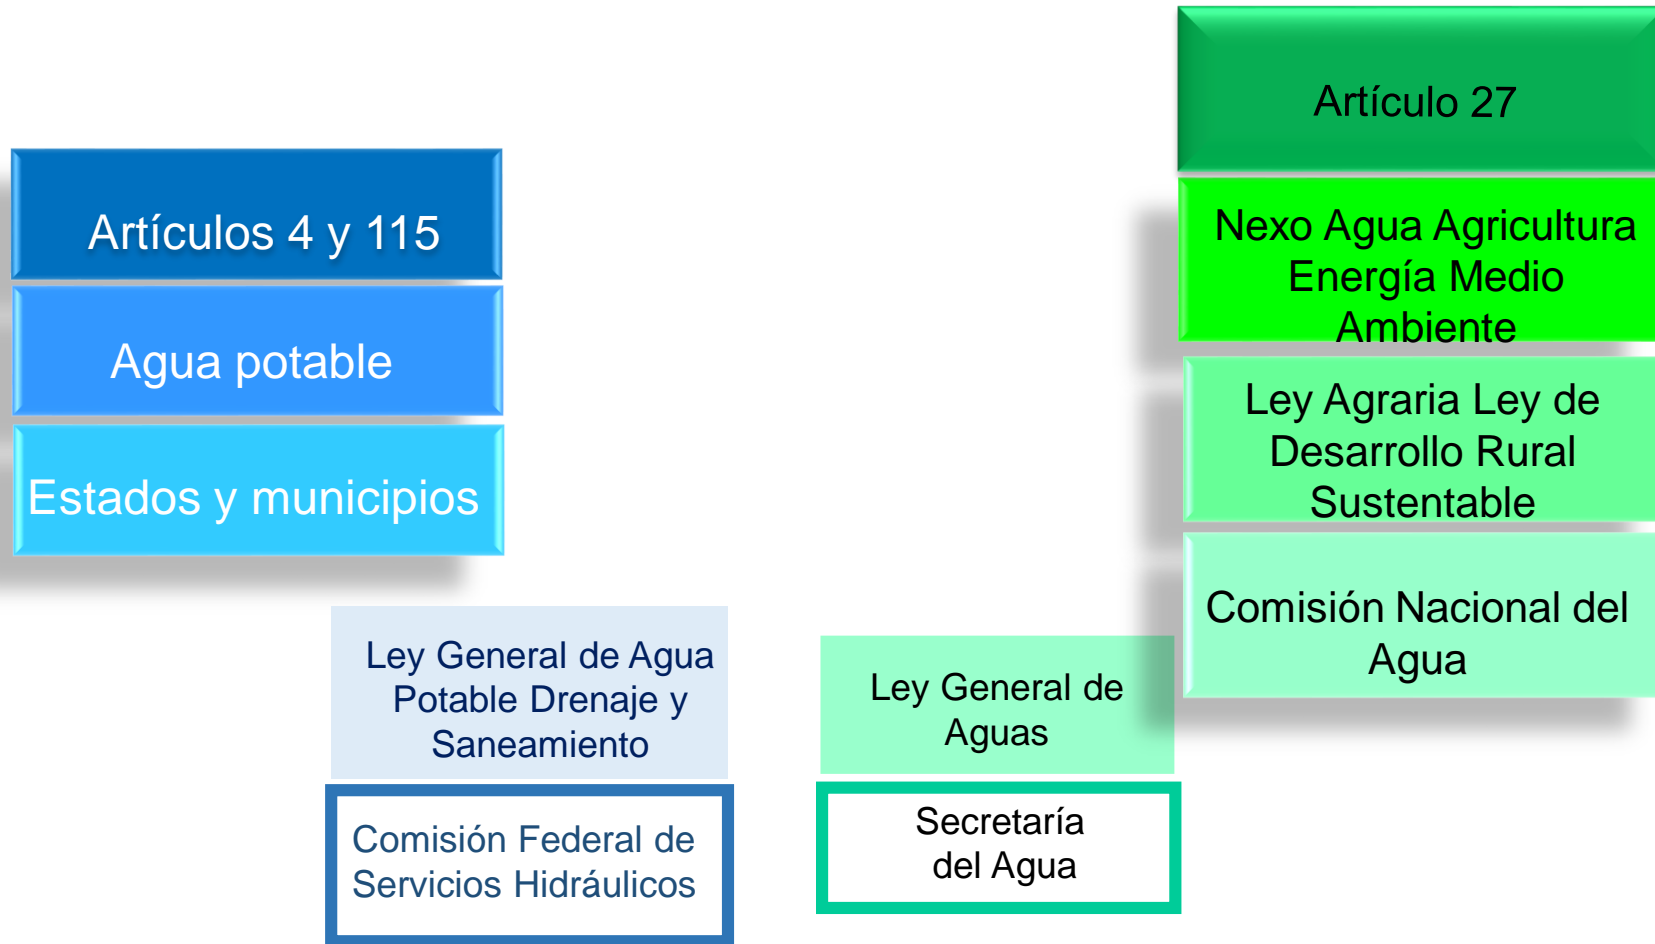 Artículos 4 y 115
Agua potable
Estados y municipios
Artículo 27
Nexo Agua Agricultura
Energía Medio
Ambiente
Ley Agraria Ley de
Desarrollo Rural
Sustentable
Comisión Nacional del
Agua
Ley General de Agua
Potable Drenaje y
Saneamiento
Comisión Federal de
Servicios Hidráulicos
Ley General de
Aguas
Secretaría
del Agua